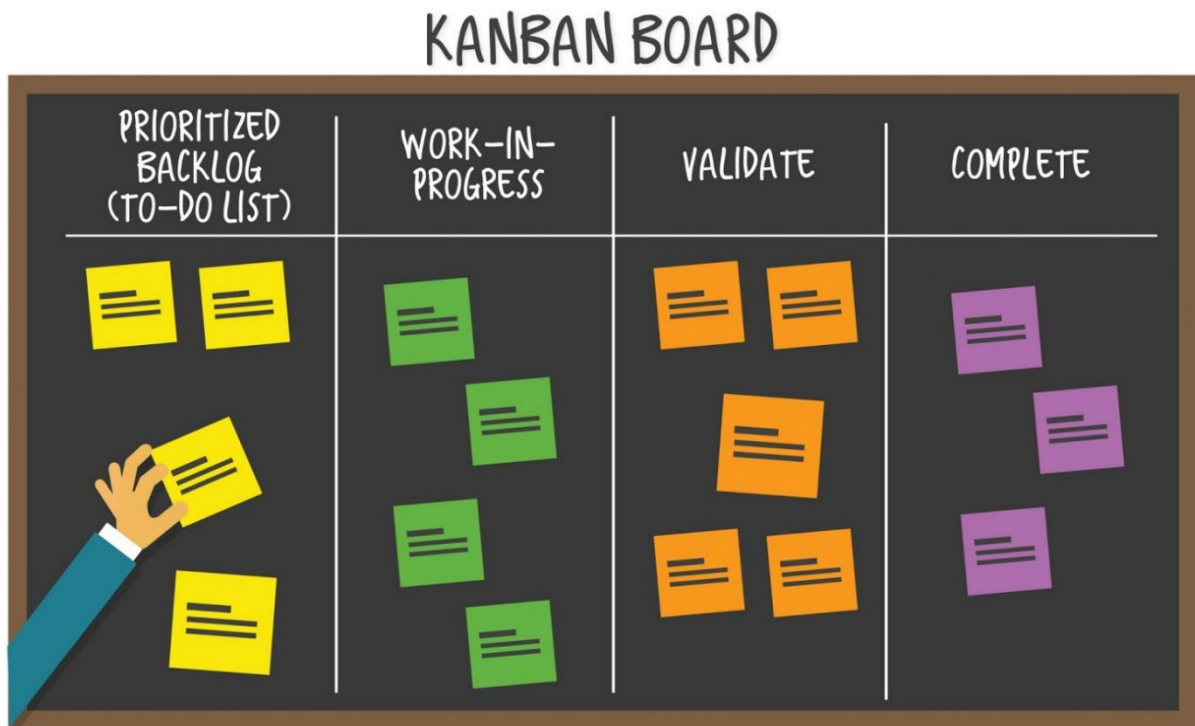 KANBAN BOARD
PRIORITIZED
BACKLOG
(TO-DO LIST)
WORK-IN-
PROGRESS
VALIDATE
COMPLETE